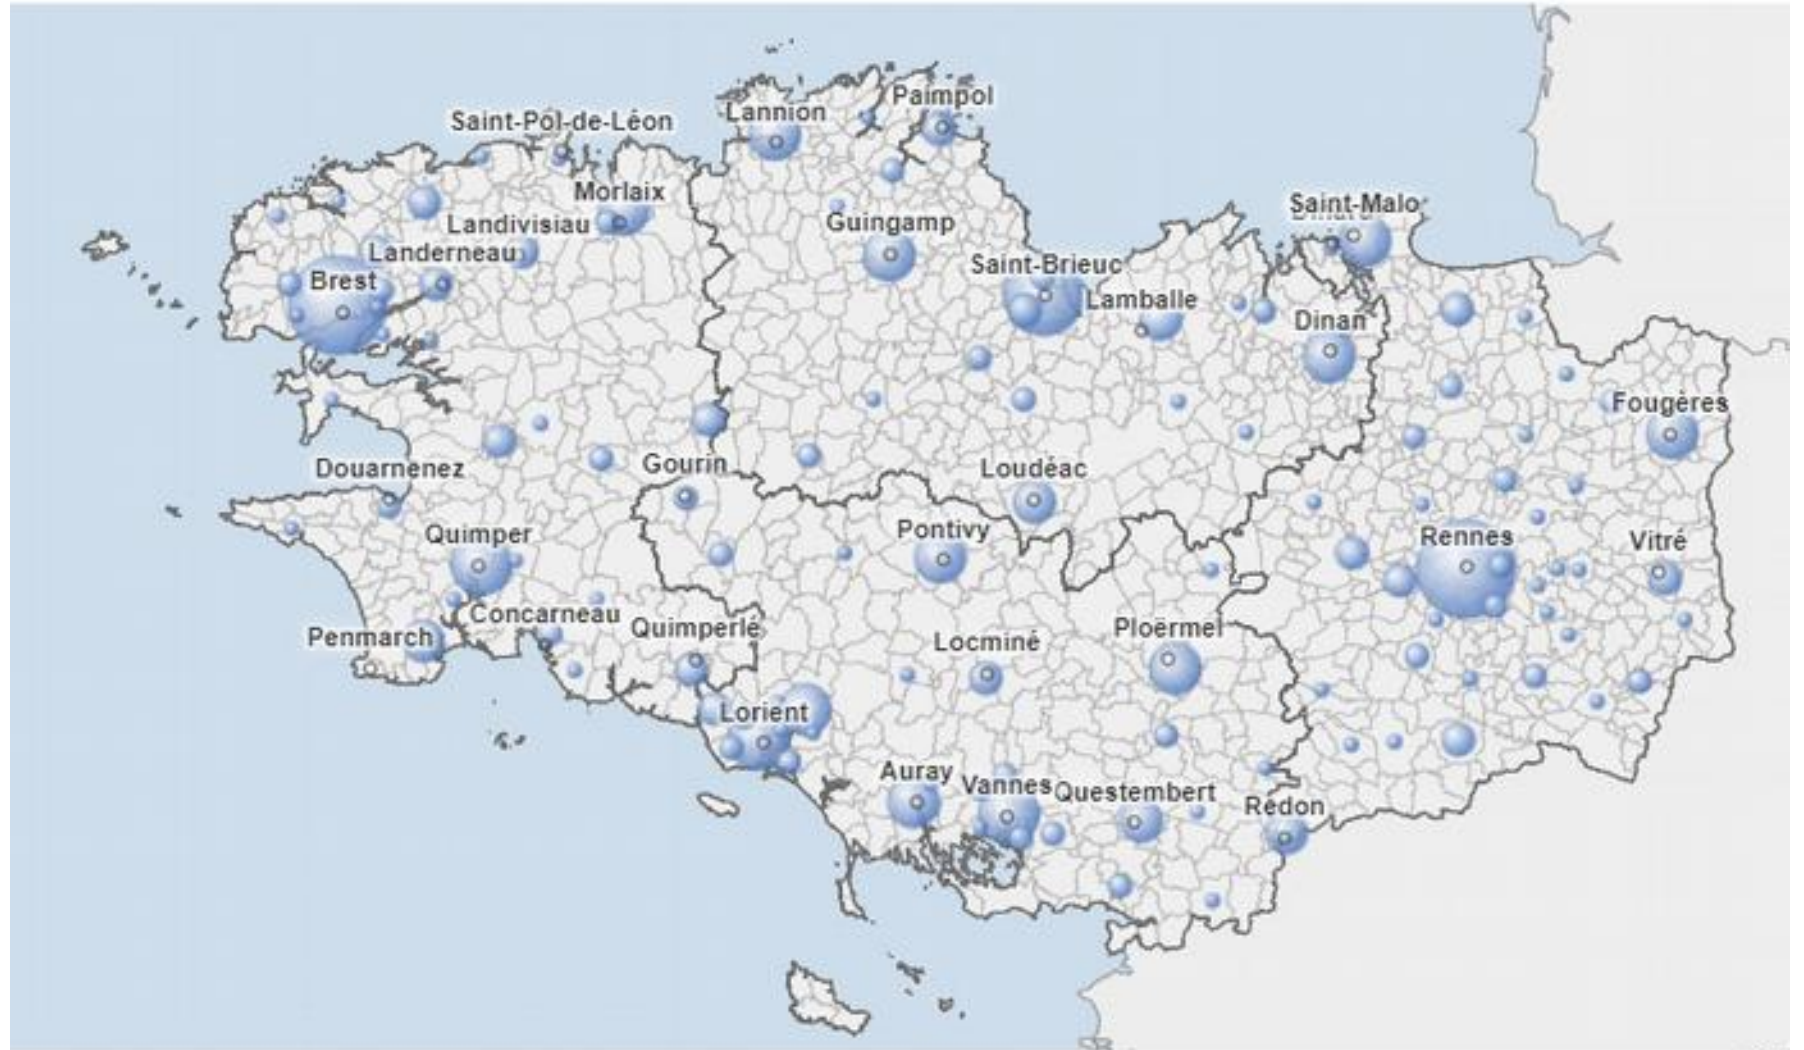 Paimpol
Lannion
Saint-Pol-de-Léon
Morlaix
Saint-Malo
Landivisiau
Guingamp
Landerneau
Saint-Brieuc
Brest
Lamballe
Dinan
Fougères
Gourin
Douarnenez
Loudéac
Pontivy
Quimper
Rennes
Vitré
Concarneau
Quimperlé
Ploërmel
Penmarch
Locminé
Lorient
Auray
Vannes
Questembert
Redon